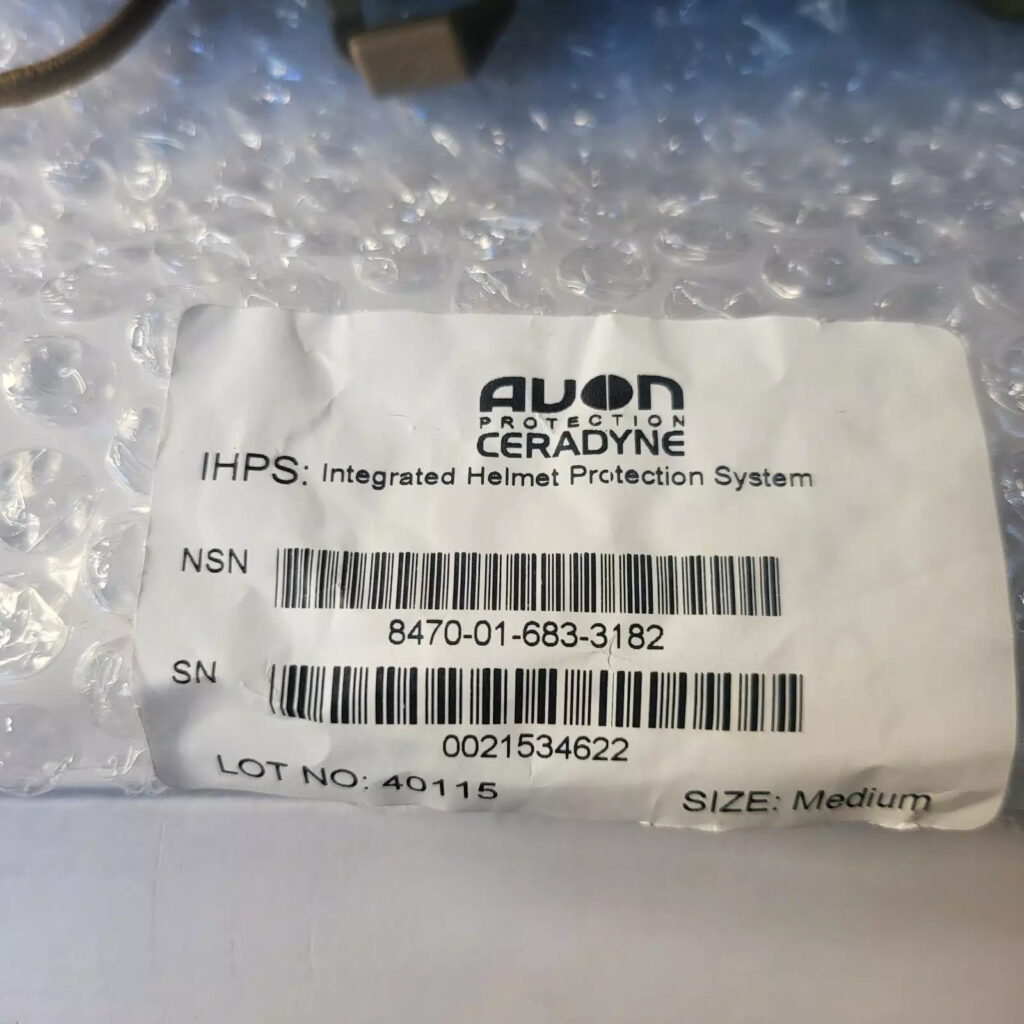 AVON
PROTECTION
CERADYNE
IHPS: Integrated Helmet Protection System
NSN
8470-01-683-3182
SN
0021534622
LOT NO: 40115
SIZE: Medium